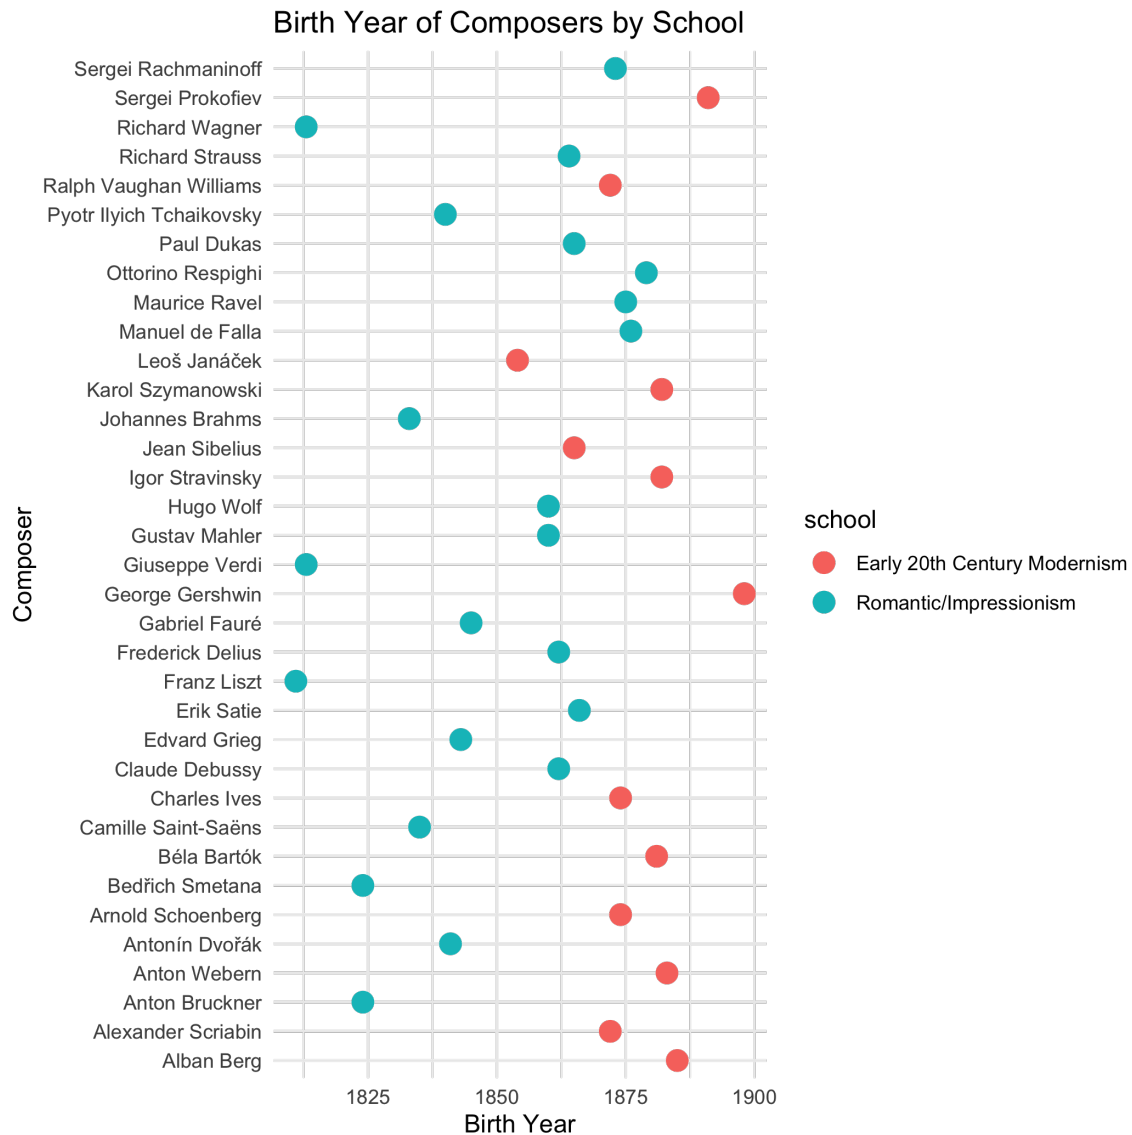 Birth Year of Composers by School
Sergei Rachmaninoff
Sergei Prokofiev
Richard Wagner
Richard Strauss
Ralph Vaughan Williams
Pyotr Ilyich Tchaikovsky
Paul Dukas
Ottorino Respighi
Maurice Ravel
Manuel de Falla
Leoš Janáček
Karol Szymanowski
Johannes Brahms
Jean Sibelius
Igor Stravinsky
Hugo Wolf
Gustav Mahler
Giuseppe Verdi
George Gershwin
Gabriel Fauré
Frederick Delius
Franz Liszt
Erik Satie
Edvard Grieg
Claude Debussy
Charles Ives
Camille Saint-Saëns
Béla Bartók
Bedřich Smetana
Arnold Schoenberg
Antonín Dvořák
Anton Webern
Anton Bruckner
Alexander Scriabin
Alban Berg
Composer
1825 1850 1875 1900
Birth Year
school
Early 20th Century Modernism
Romantic/Impressionism